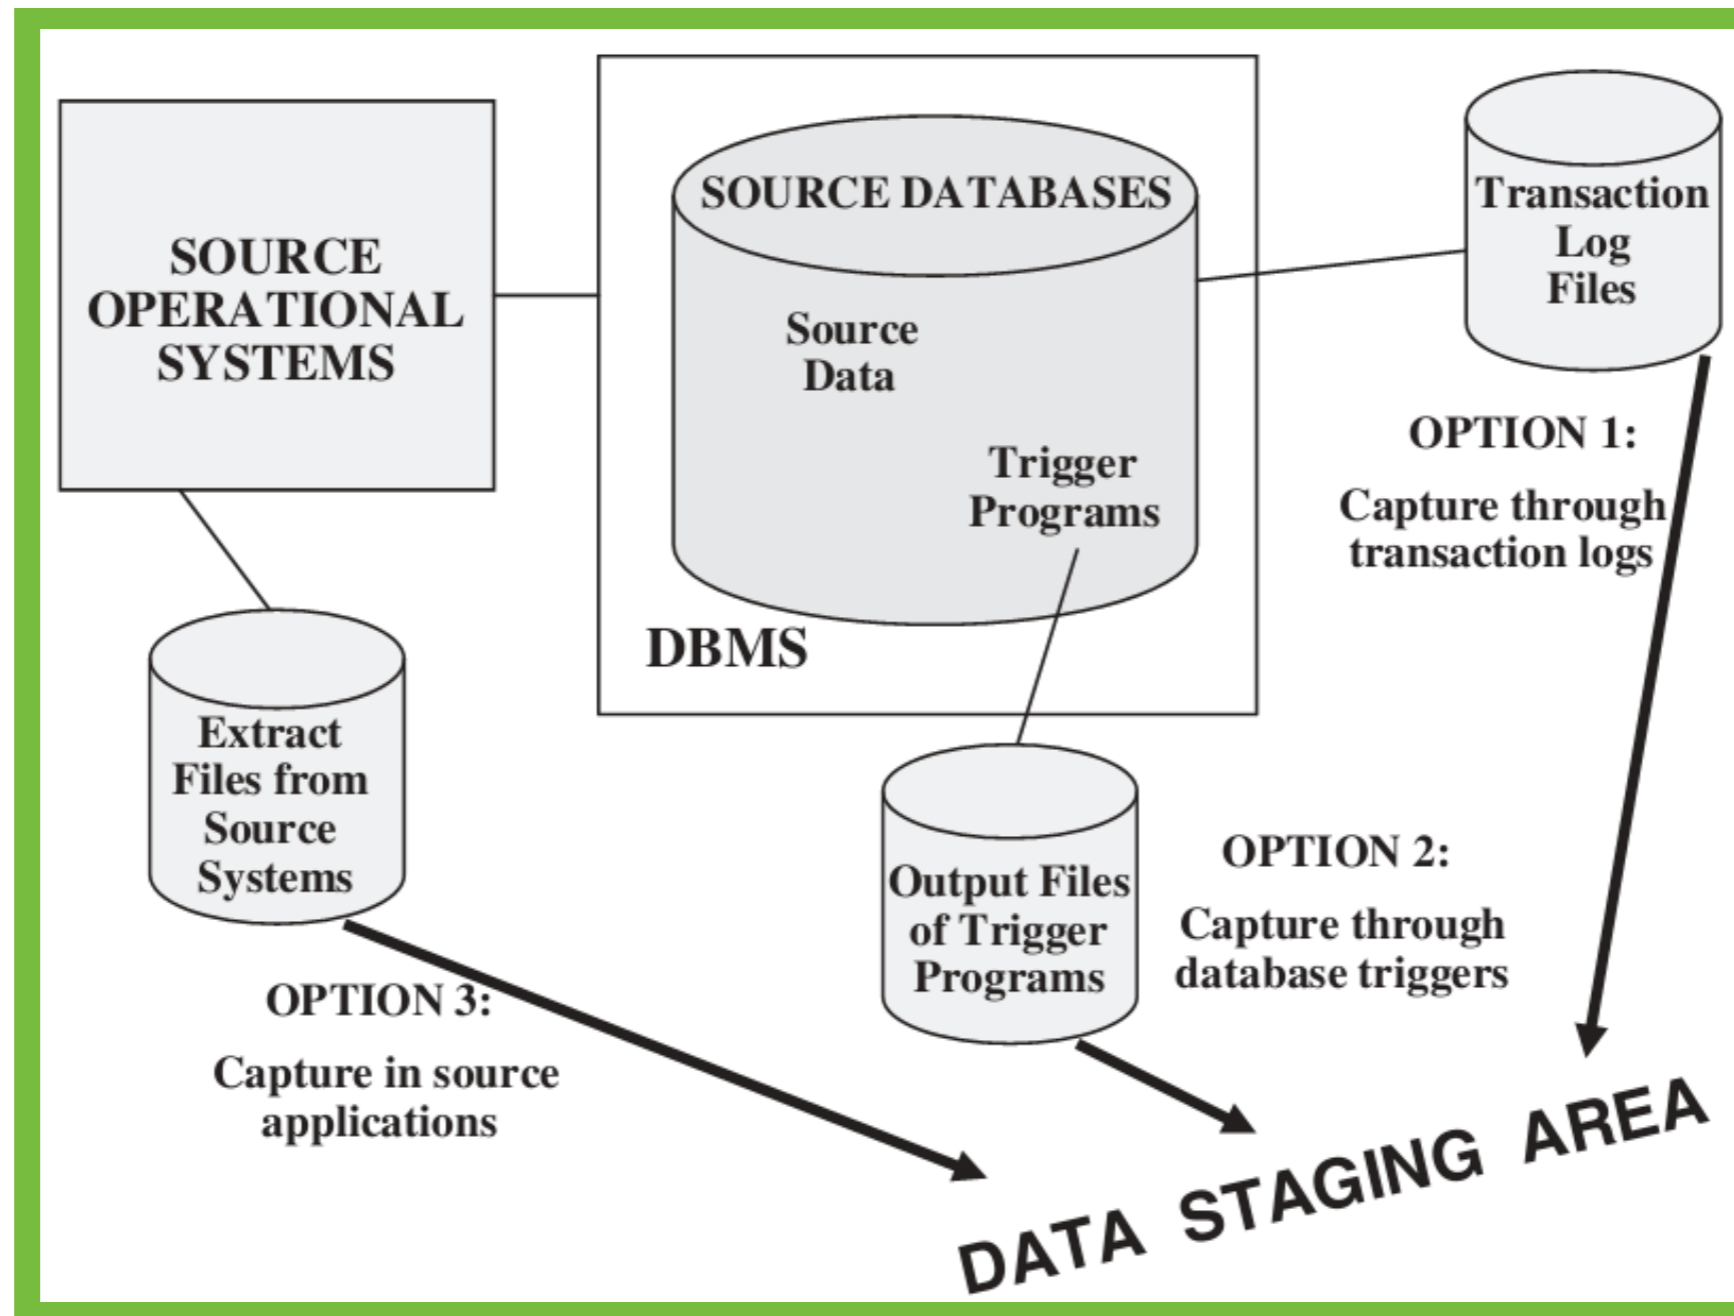 SOURCE
OPERATIONAL
SYSTEMS
SOURCE DATABASES
Source
Data
Trigger
Programs
DBMS
Transaction
Log
Files
OPTION 1:
Capture through
transaction logs
Extract
Files from
Source
Systems
OPTION 3:
Capture in source
applications
Output Files
of Trigger
Programs
OPTION 2:
Capture through
database triggers
DATA STAGING AREA